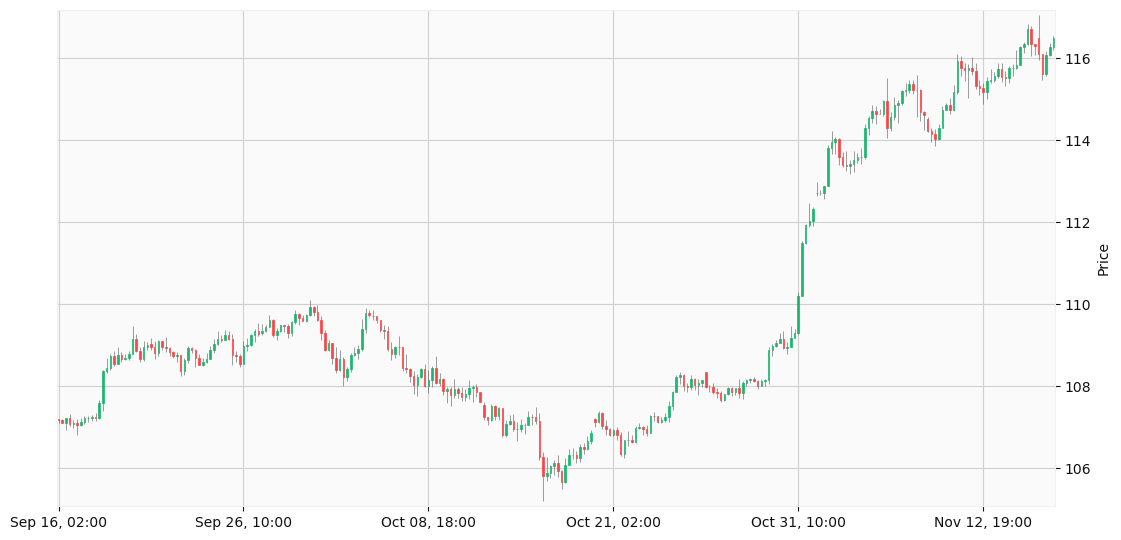 116
114
112
110
108
106
Price
Sep 16, 02:00
Sep 26, 10:00
Oct 08, 18:00
Oct 21, 02:00
Oct 31, 10:00
Nov 12, 19:00